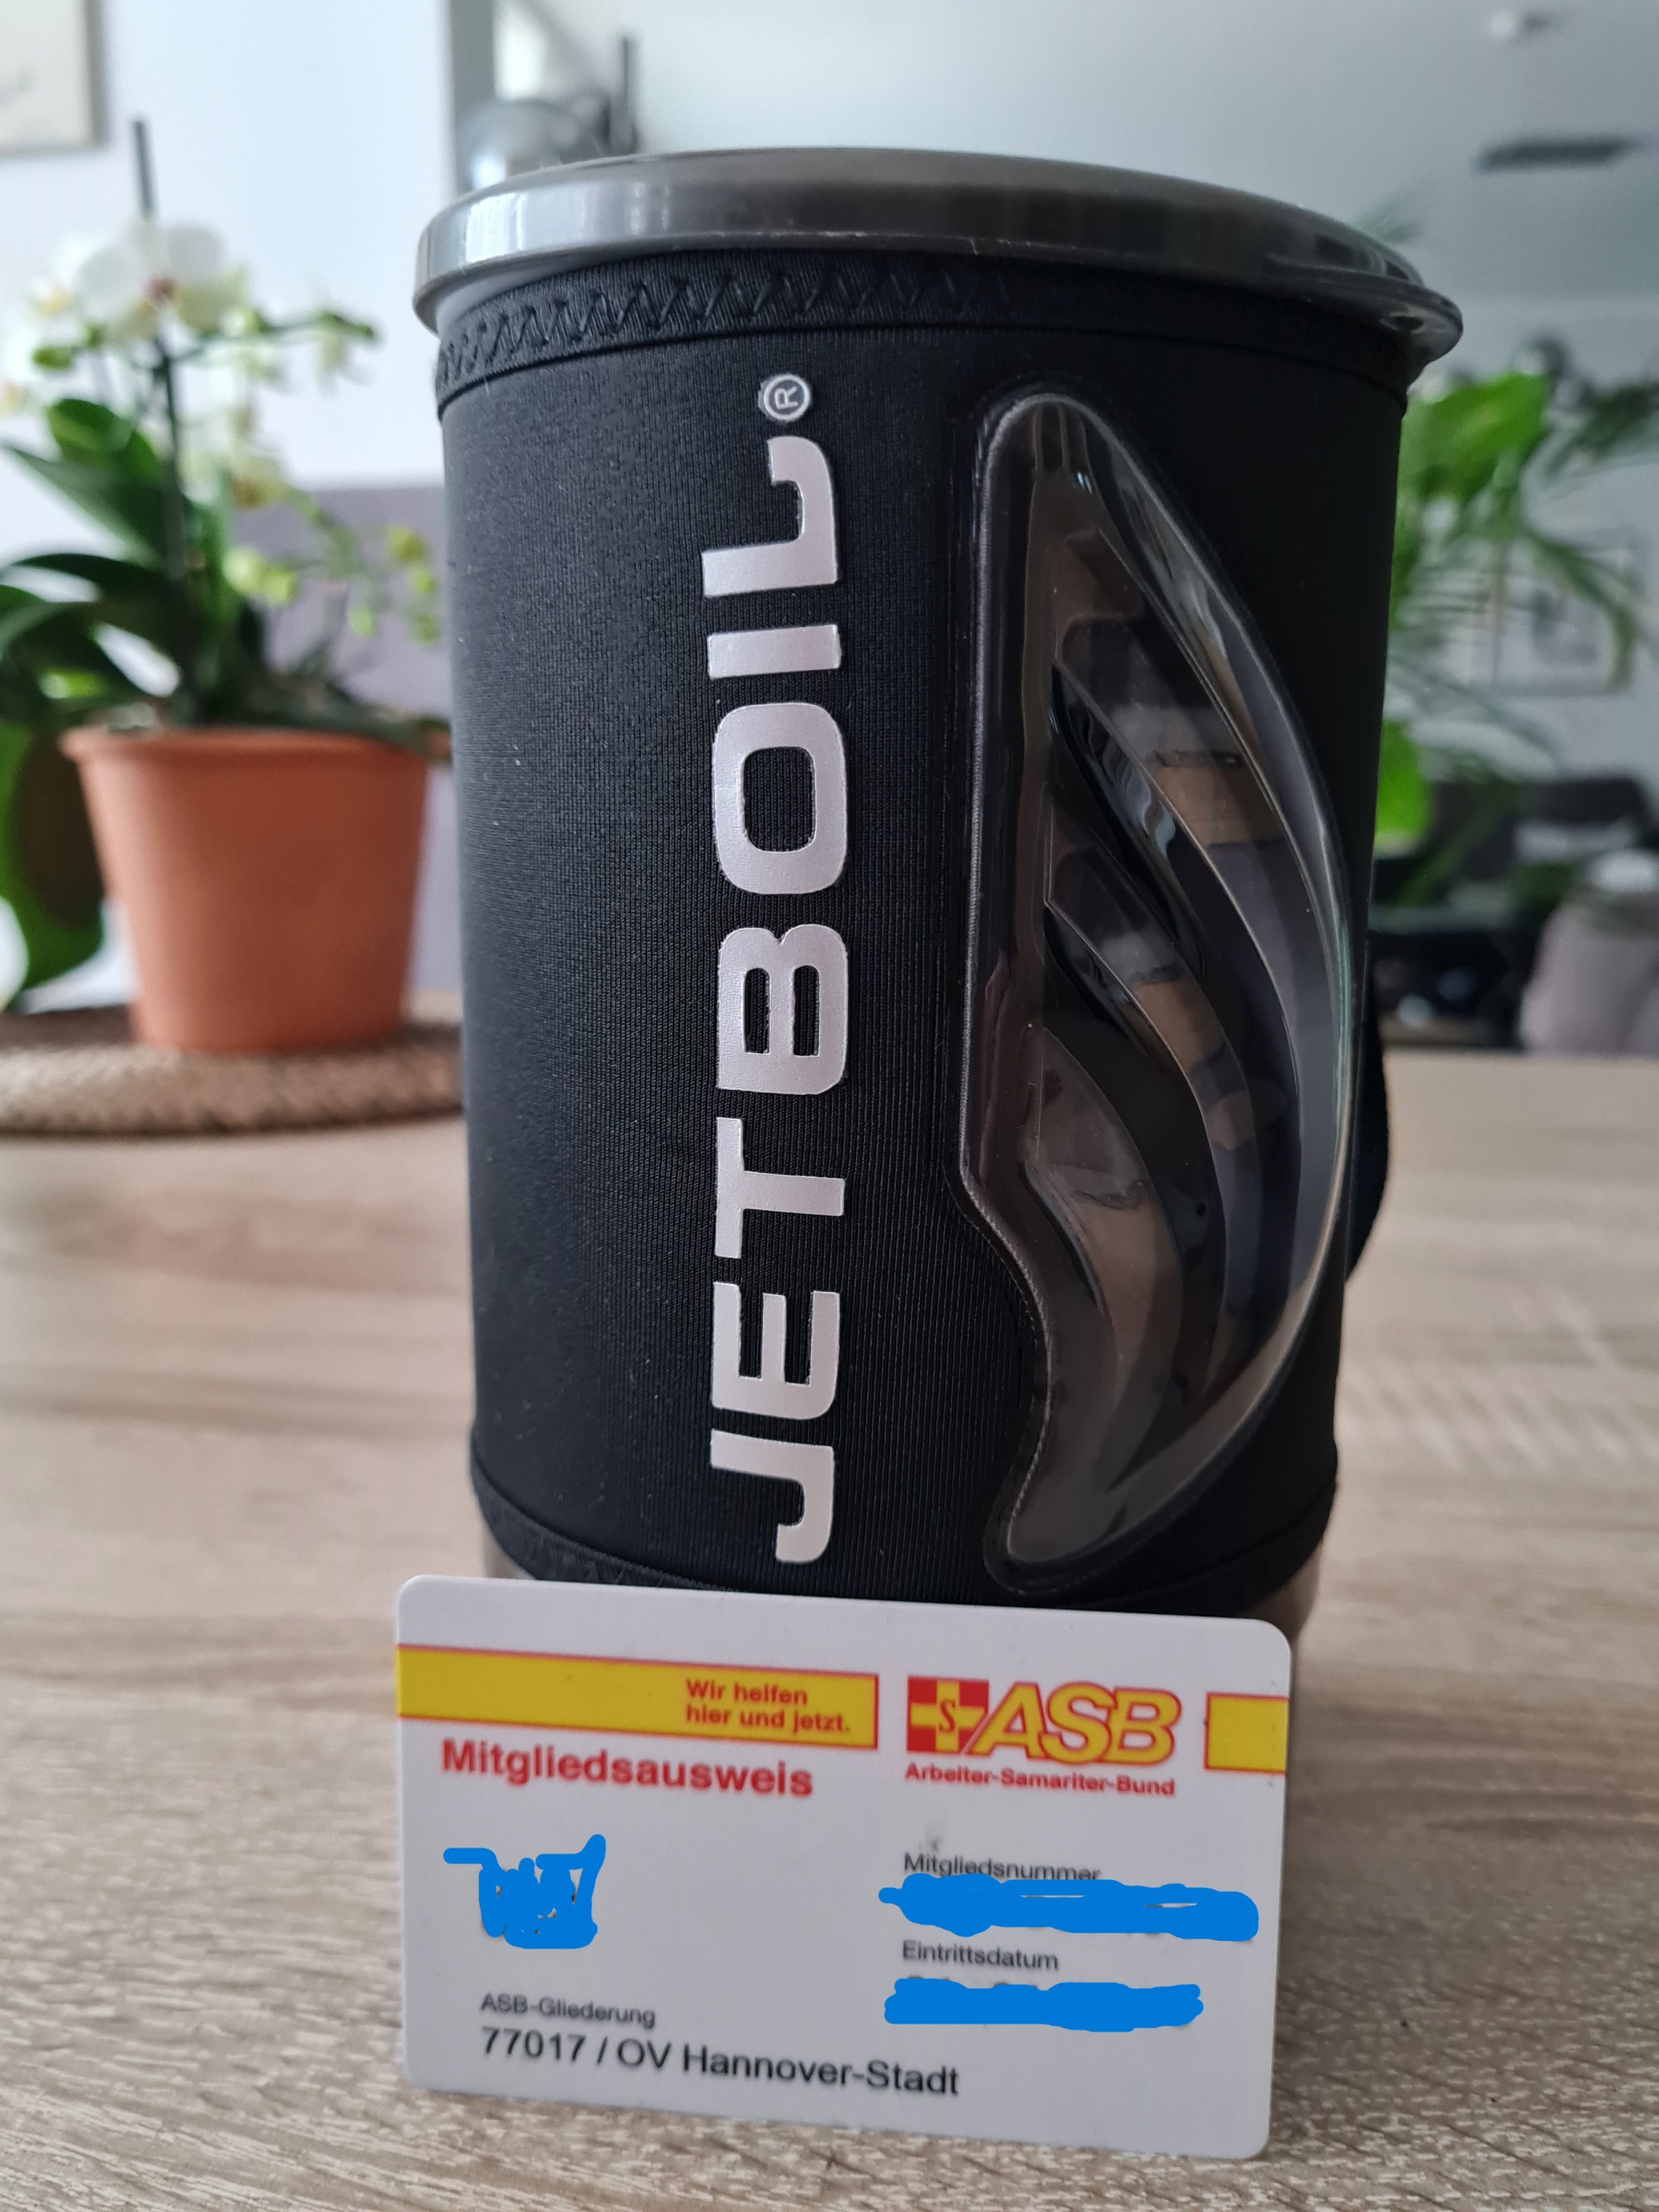 JETBOIL®
Wir helfen
hier und jetzt.
S ASB
Arbeiter-Samariter-Bund
Mitgliedsausweis
Mitgliedsnummer
Eintrittsdatum
ASB-Gliederung
77017 / OV Hannover-Stadt